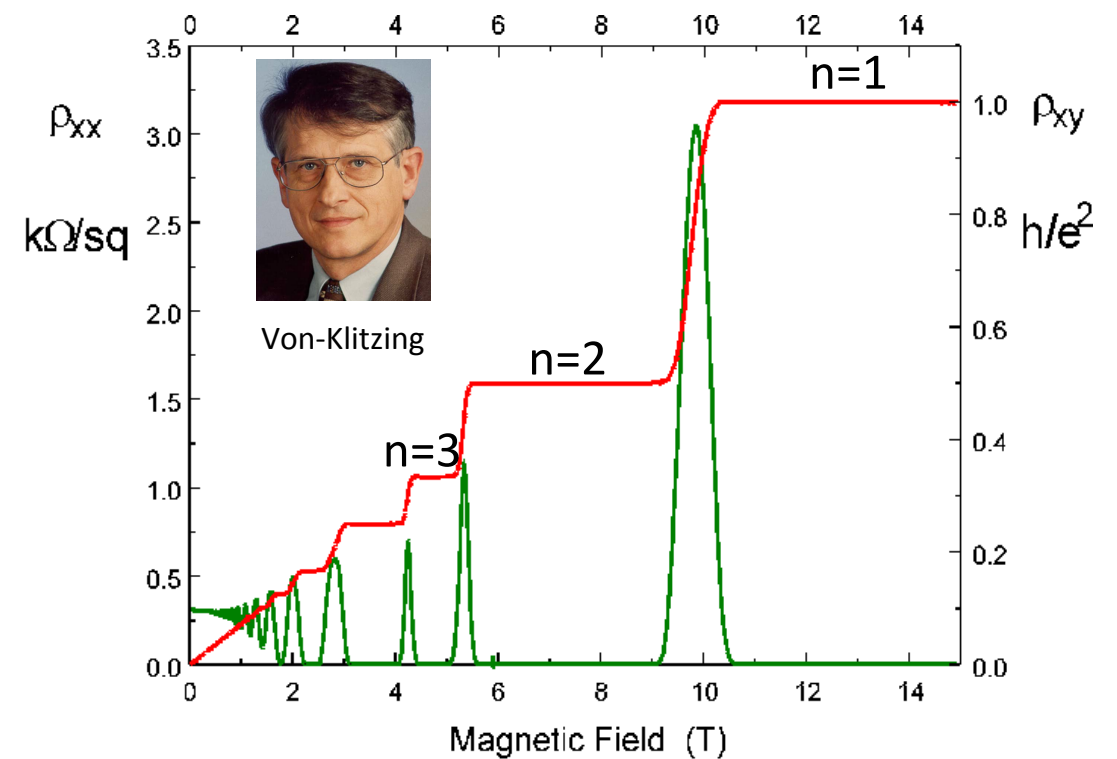 0 2 4 6 8 10 12 14
3.5
n=1
ρxx
3.0
1.0
ρxy
kΩ/sq
2.5
0.8
h/e²
2.0
Von-Klitzing
0.6
n=2
1.5
n=3
0.4
1.0
0.2
0.5
0.0
0.0
0 2 4 6 8 10 12 14
Magnetic Field (T)